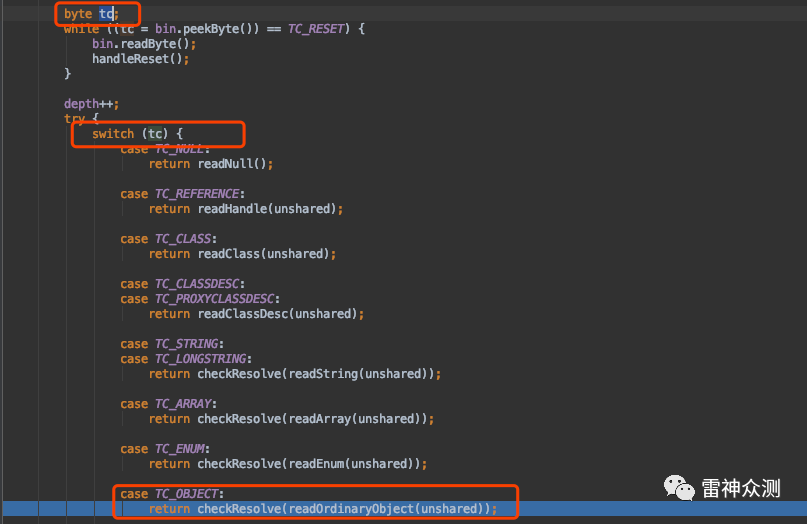 byte tc;
while ((tc = bin.peekByte()) == TC_RESET) {
bin.readByte();
handleReset();
}
depth++;
try {
switch (tc) {
case TC_NULL:
return readNull();
case TC_REFERENCE:
return readHandle(unshared);
case TC_CLASS:
return readClass(unshared);
case TC_CLASSDESC:
case TC_PROXYCLASSDESC:
return readClassDesc(unshared);
case TC_STRING:
case TC_LONGSTRING:
return checkResolve(readString(unshared));
case TC_ARRAY:
return checkResolve(readArray(unshared));
case TC_ENUM:
return checkResolve(readEnum(unshared));
case TC_OBJECT:
return checkResolve(readOrdinaryObject(unshared));
雷神众测